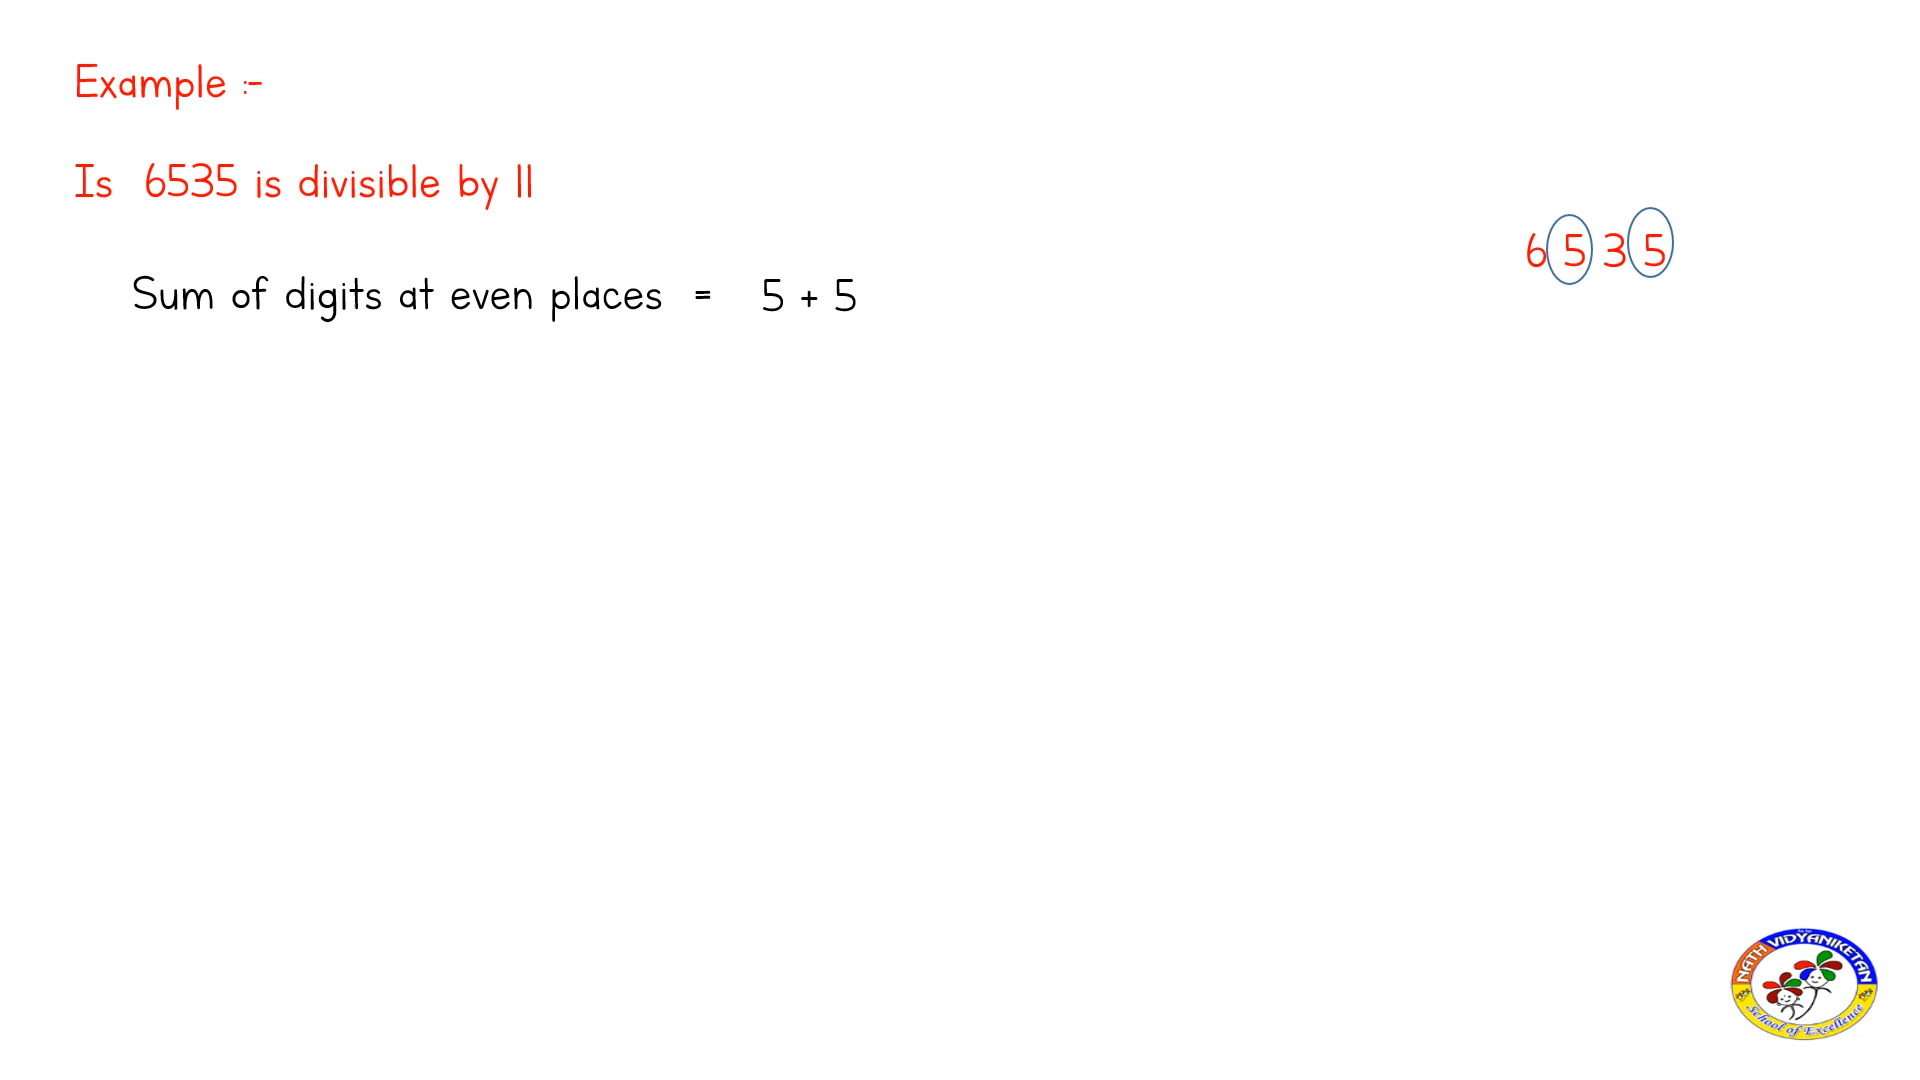 Example :-
Is 6535 is divisible by 11
6 5 3 5
Sum of digits at even places = 5 + 5
NATH VIDYANIKETAN
School of Excellence